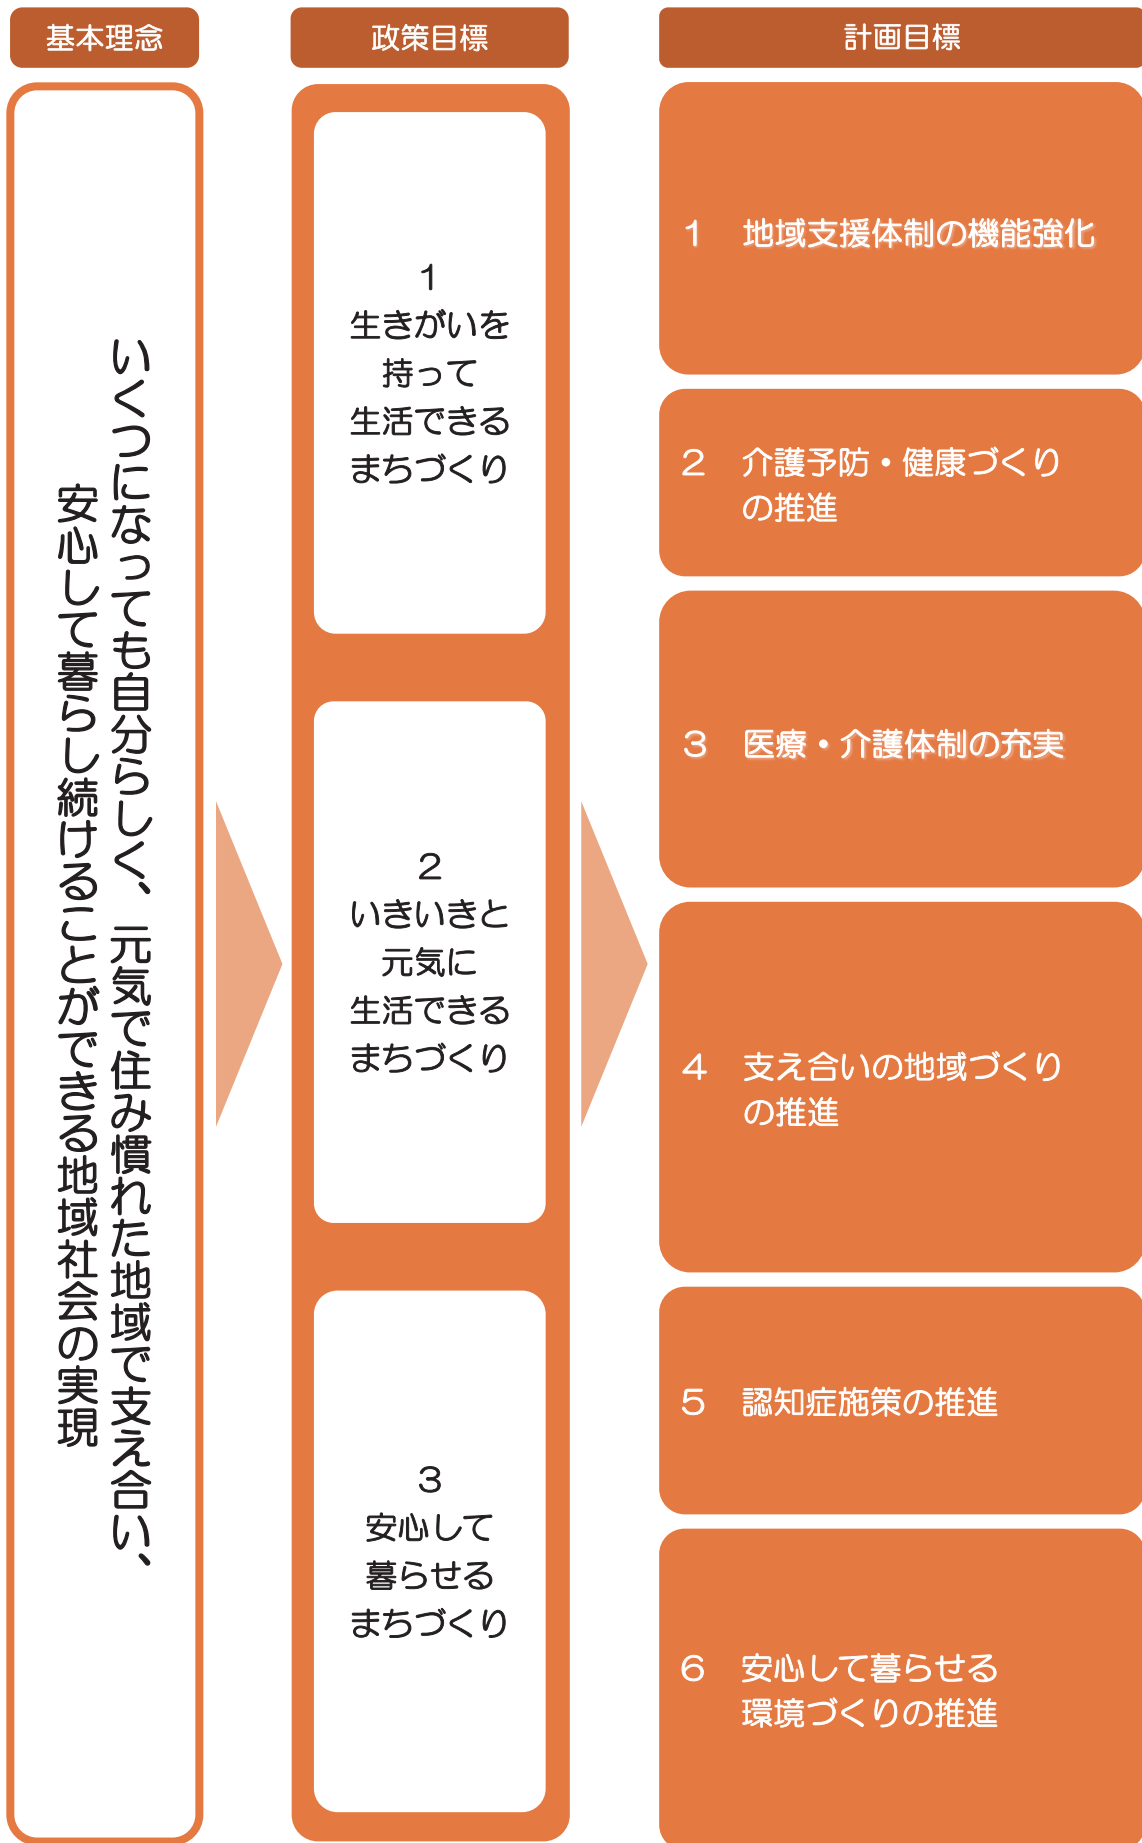 基本理念
政策目標
計画目標
いくつになっても自分らしく、元気で住み慣れた地域で支え合い、
安心して暮らし続けることができる地域社会の実現
１
生きがいを
持って
生活できる
まちづくり
２
いきいきと
元気に
生活できる
まちづくり
３
安心して
暮らせる
まちづくり
１　地域支援体制の機能強化
２　介護予防・健康づくり
の推進
３　医療・介護体制の充実
４　支え合いの地域づくり
の推進
５　認知症施策の推進
６　安心して暮らせる
環境づくりの推進